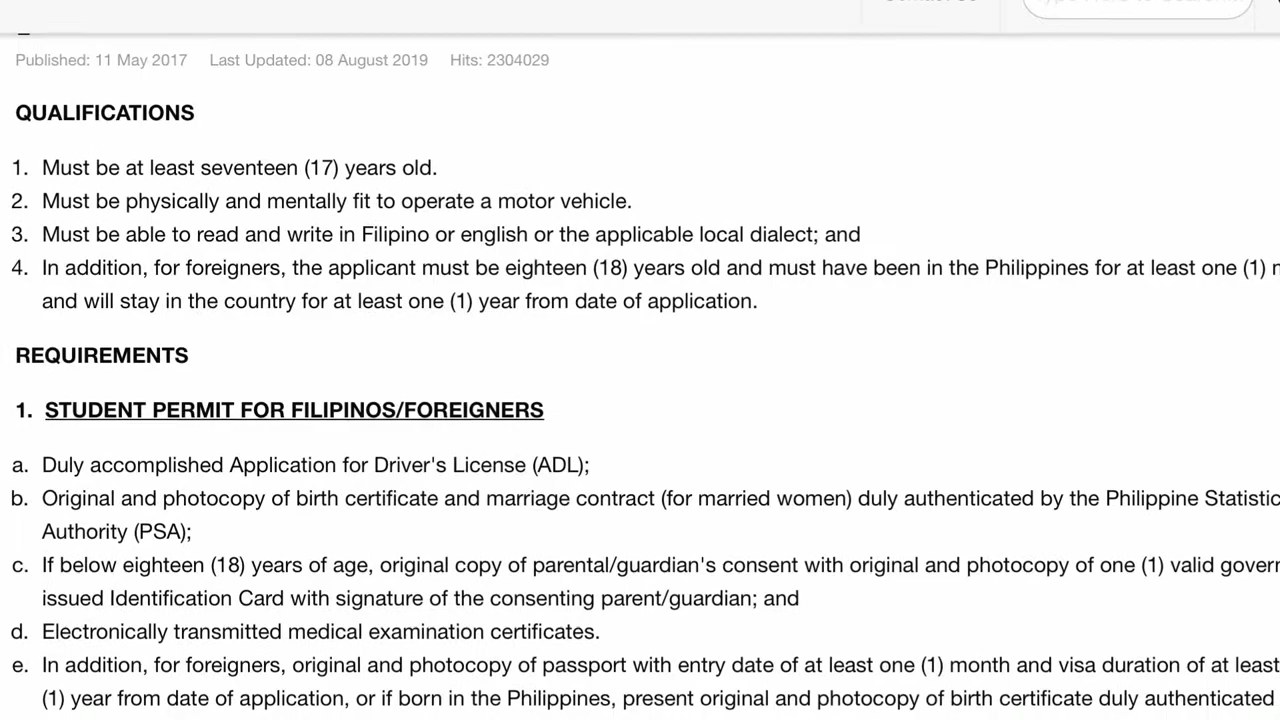 Published: 11 May 2017 Last Updated: 08 August 2019 Hits: 2304029
QUALIFICATIONS
1. Must be at least seventeen (17) years old.
2. Must be physically and mentally fit to operate a motor vehicle.
3. Must be able to read and write in Filipino or english or the applicable local dialect; and
4. In addition, for foreigners, the applicant must be eighteen (18) years old and must have been in the Philippines for at least one (1)
and will stay in the country for at least one (1) year from date of application.
REQUIREMENTS
1. STUDENT PERMIT FOR FILIPINOS/FOREIGNERS
a. Duly accomplished Application for Driver's License (ADL);
b. Original and photocopy of birth certificate and marriage contract (for married women) duly authenticated by the Philippine Statistic
Authority (PSA);
c. If below eighteen (18) years of age, original copy of parental/guardian's consent with original and photocopy of one (1) valid gover
issued Identification Card with signature of the consenting parent/guardian; and
d. Electronically transmitted medical examination certificates.
e. In addition, for foreigners, original and photocopy of passport with entry date of at least one (1) month and visa duration of at least
(1) year from date of application, or if born in the Philippines, present original and photocopy of birth certificate duly authenticated